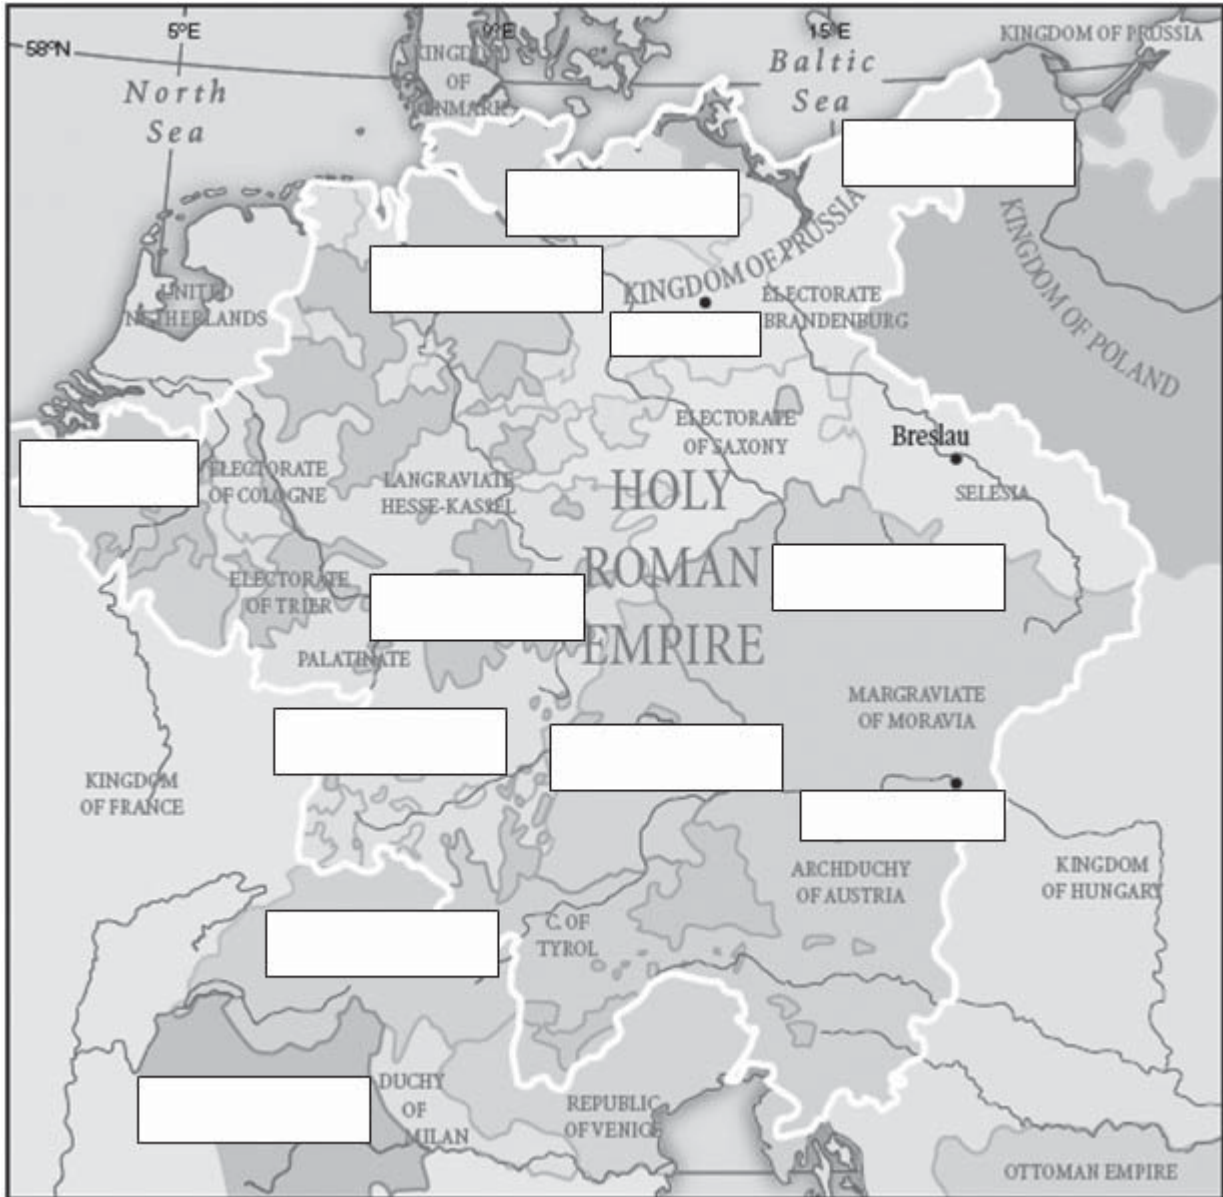 5°E
9°E
15°E
58°N
KINGDOM OF PRUSSIA
KINGDOM
OF
DENMARK
Baltic
Sea
North
Sea
KINGDOM OF PRUSSIA
KINGDOM OF POLAND
UNITED
NETHERLANDS
ELECTORATE
BRANDENBURG
ELECTORATE
OF SAXONY
Breslau
ELECTORATE
OF COLOGNE
LANGRAVIATE
HESSE-KASSEL
SELESIA
HOLY
ROMAN
EMPIRE
ELECTORATE
OF TRIER
PALATINATE
MARGRAVIATE
OF MORAVIA
KINGDOM
OF FRANCE
ARCHDUCHY
OF AUSTRIA
KINGDOM
OF HUNGARY
C. OF
TYROL
DUCHY
OF
MILAN
REPUBLIC
OF VENICE
OTTOMAN EMPIRE